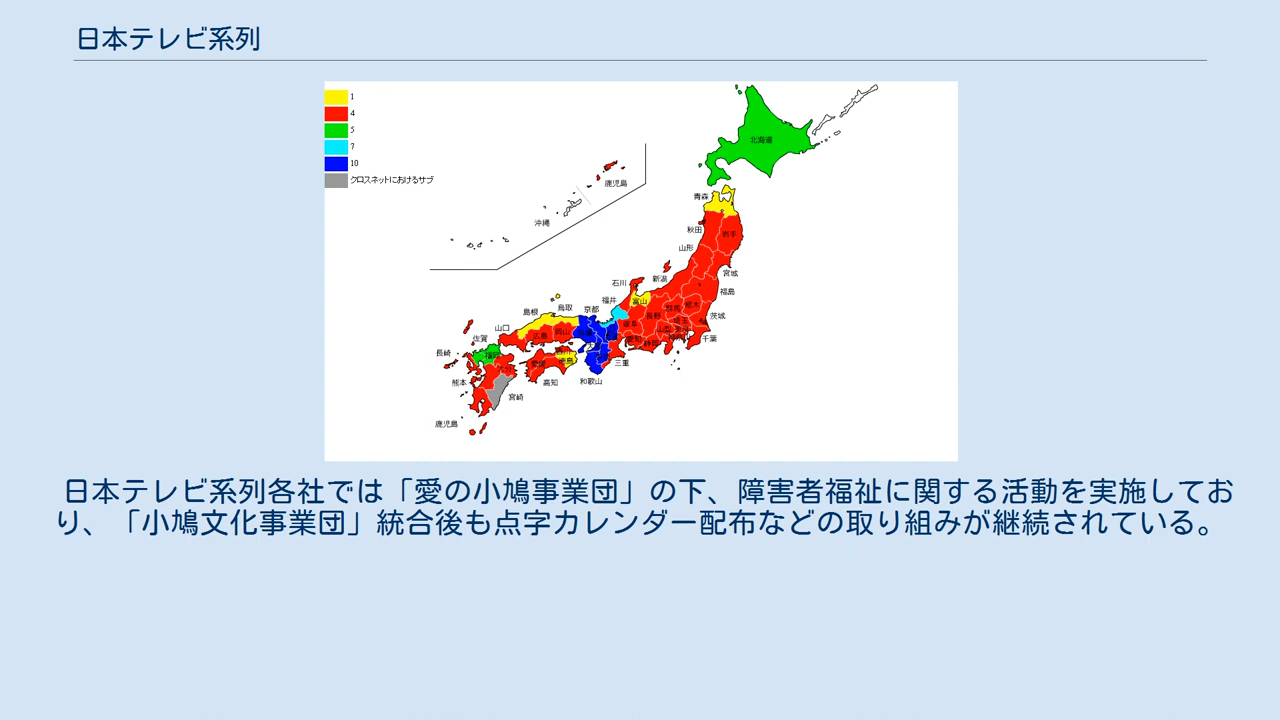 日本テレビ系列
1
4
5
7
10
クロスネットにおけるサブ
北海道
青森
秋田
岩手
山形
宮城
新潟
福島
石川
福井
富山
群馬
栃木
茨城
長野
埼玉
千葉
岐阜
山梨
愛知
静岡
三重
京都
鳥取
島根
岡山
広島
山口
和歌山
香川
徳島
愛媛
高知
福岡
佐賀
長崎
大分
熊本
宮崎
鹿児島
鹿児島
沖縄
日本テレビ系列各社では「愛の小鳩事業団」の下、障害者福祉に関する活動を実施してお
り、「小鳩文化事業団」統合後も点字カレンダー配布などの取り組みが継続されている。